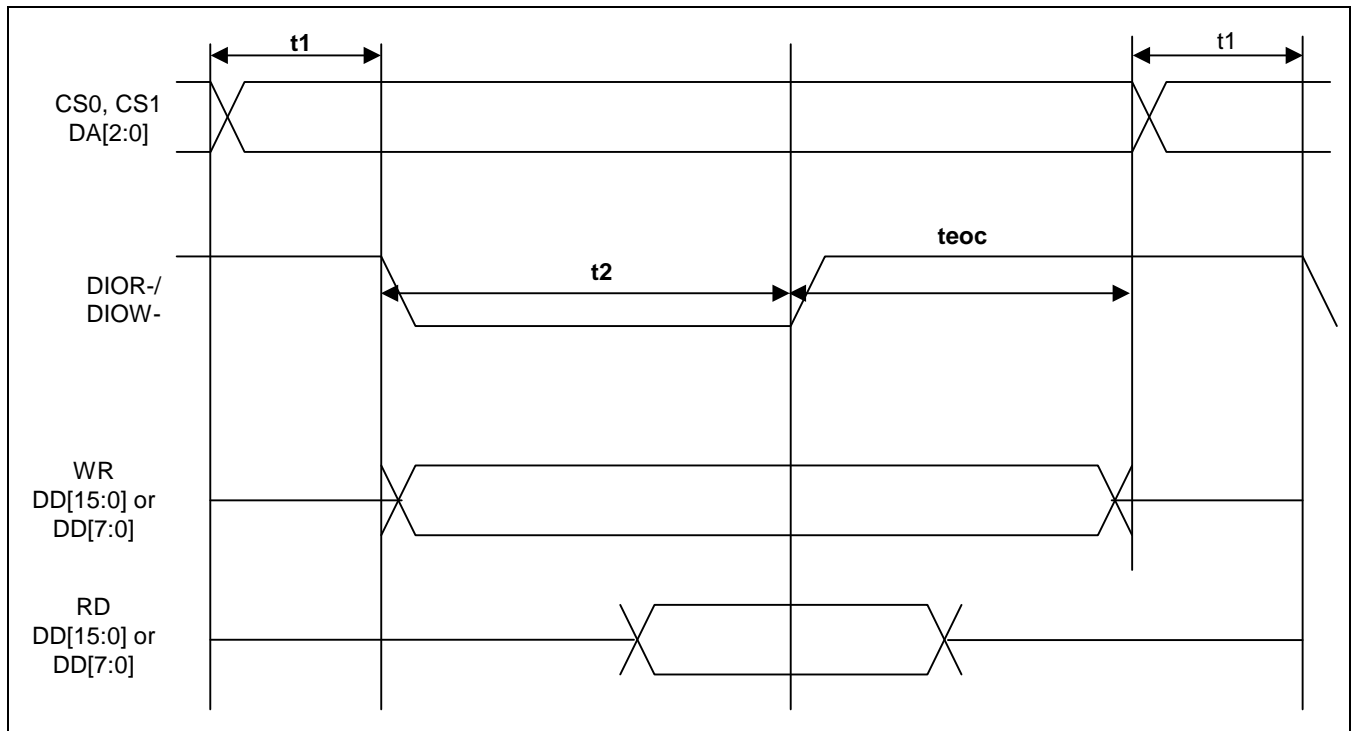 t1
t1
CS0, CS1
DA[2:0]
teoc
t2
DIOR-/
DIOW-
WR
DD[15:0] or
DD[7:0]
RD
DD[15:0] or
DD[7:0]